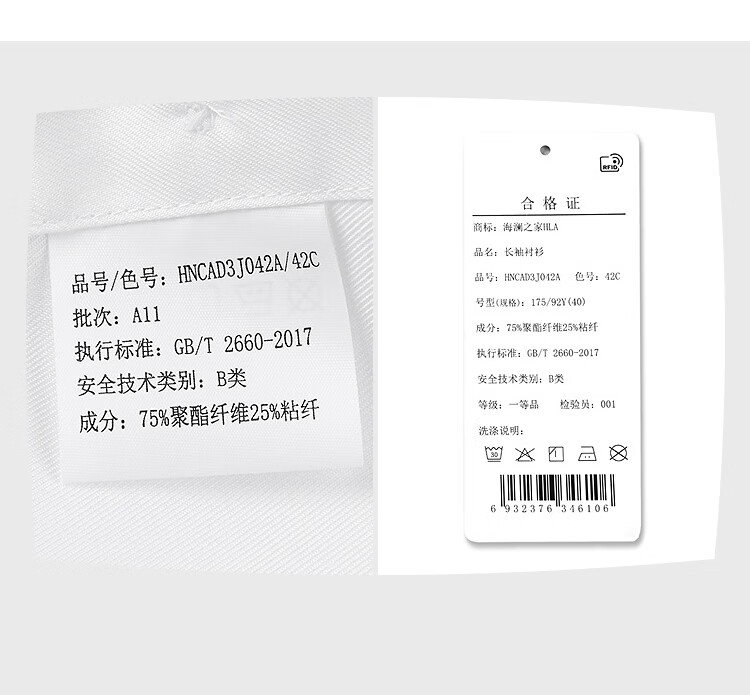 品号/色号: HNCAD3J042A/42C
批次: A11
执行标准: GB/T 2660-2017
安全技术类别: B类
成分: 75%聚酯纤维25%粘纤
RFID
合格证
商标: 海澜之家HLA
品名: 长袖衬衫
品号: HNCAD3J042A 色号: 42C
号型(规格): 175/92Y(40)
成分: 75%聚酯纤维25%粘纤
执行标准: GB/T 2660-2017
安全技术类别: B类
等级: 一等品 检验员: 001
洗涤说明:
30
6 932376 346106